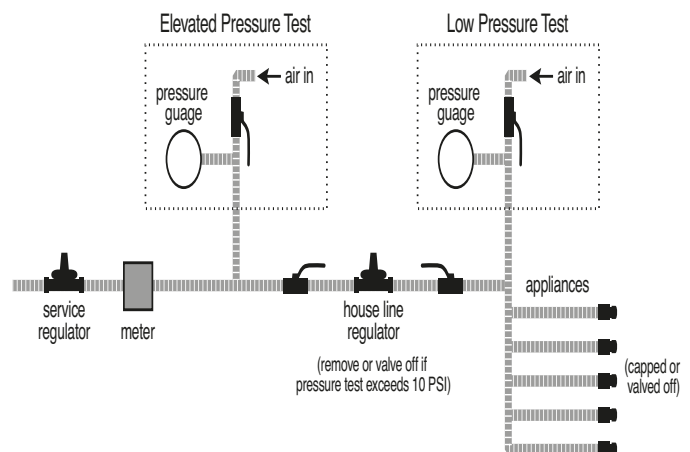 Elevated Pressure Test
Low Pressure Test
air in
pressure
guage
air in
pressure
guage
service
regulator
meter
house line
regulator
(remove or valve off if
pressure test exceeds 10 PSI)
appliances
(capped or
valved off)